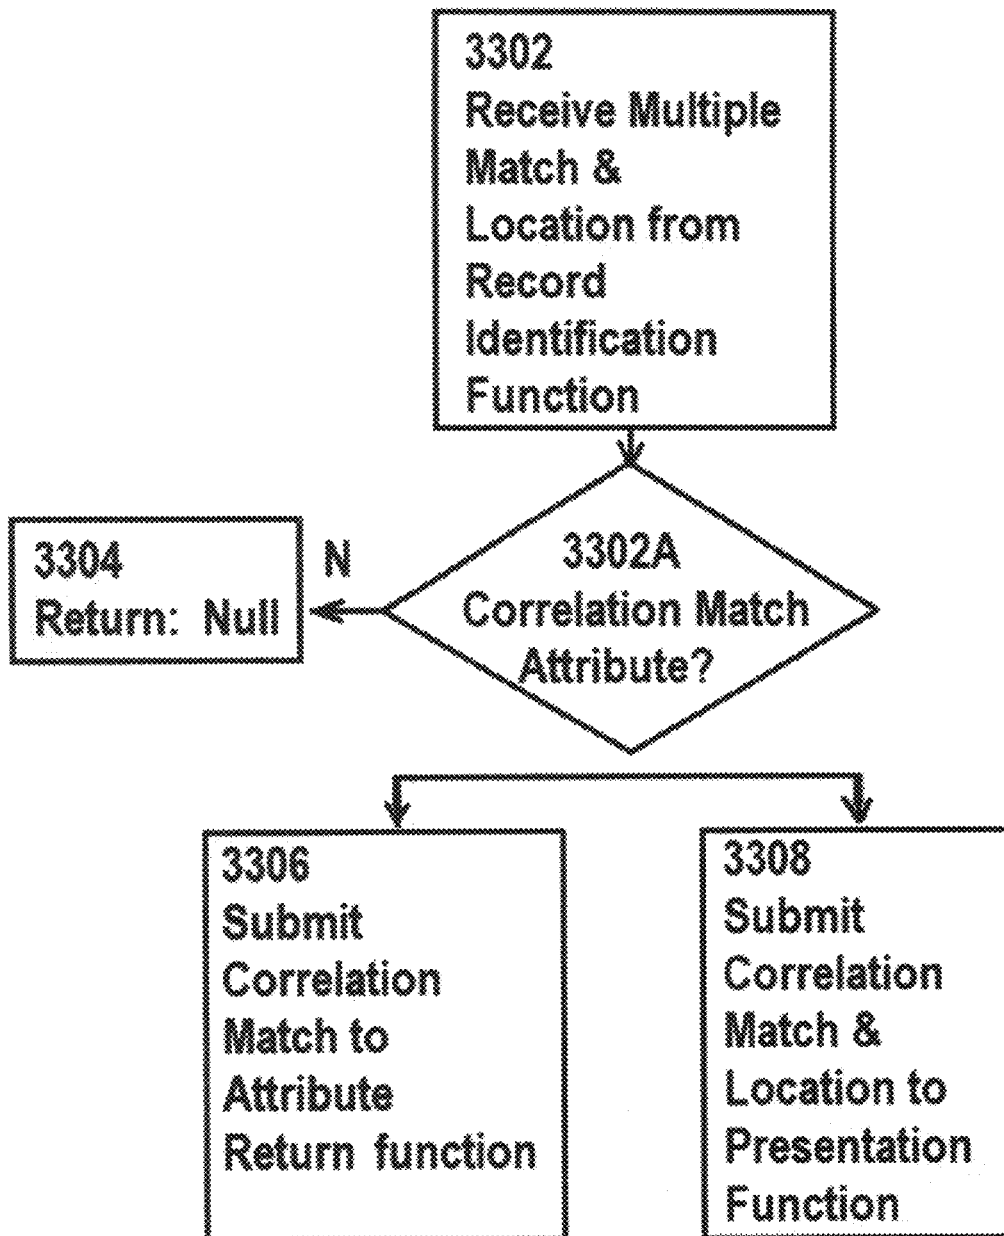 3302
Receive Multiple
Match &
Location from
Record
Identification
Function
3304
Return: Null
N
3302A
Correlation Match
Attribute?
3306
Submit
Correlation
Match to
Attribute
Return function
3308
Submit
Correlation
Match &
Location to
Presentation
Function